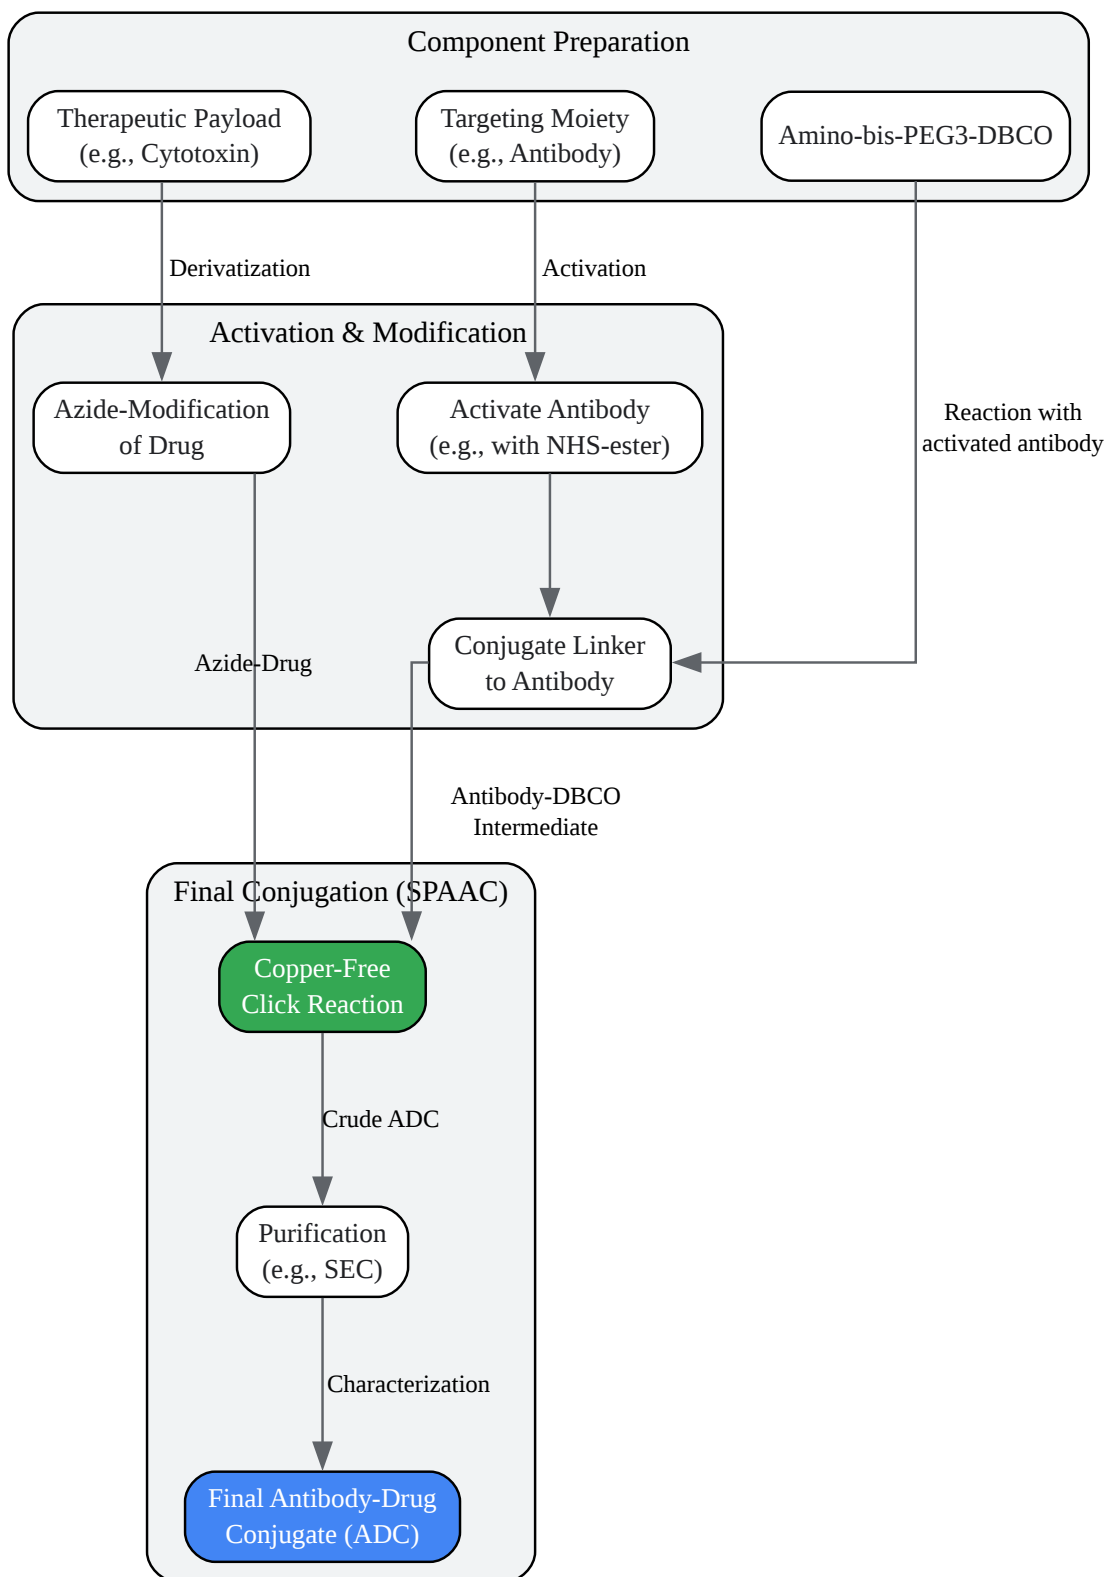 Component Preparation
Therapeutic Payload
(e.g., Cytotoxin)
Targeting Moiety
(e.g., Antibody)
Amino-bis-PEG3-DBCO
Derivatization
Activation
Activation & Modification
Azide-Modification
of Drug
Activate Antibody
(e.g., with NHS-ester)
Reaction with
activated antibody
Conjugate Linker
to Antibody
Azide-Drug
Antibody-DBCO
Intermediate
Final Conjugation (SPAAC)
Copper-Free
Click Reaction
Crude ADC
Purification
(e.g., SEC)
Characterization
Final Antibody-Drug
Conjugate (ADC)